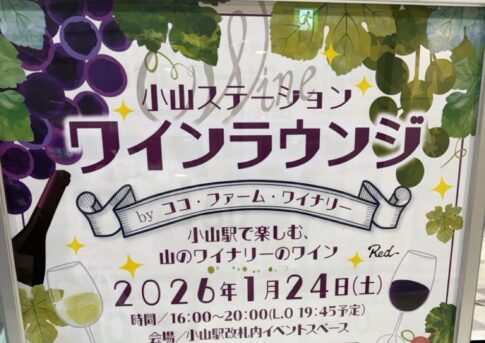 Wine
小山ステーション
ワインラウンジ
by ココ・ファーム・ワイナリー
小山駅で楽しむ、
山のワイナリーのワイン
Red
2026年1月24日(土)
時間／16:00～20:00(L.O 19:45予定)
会場／小山駅改札内イベントスペース